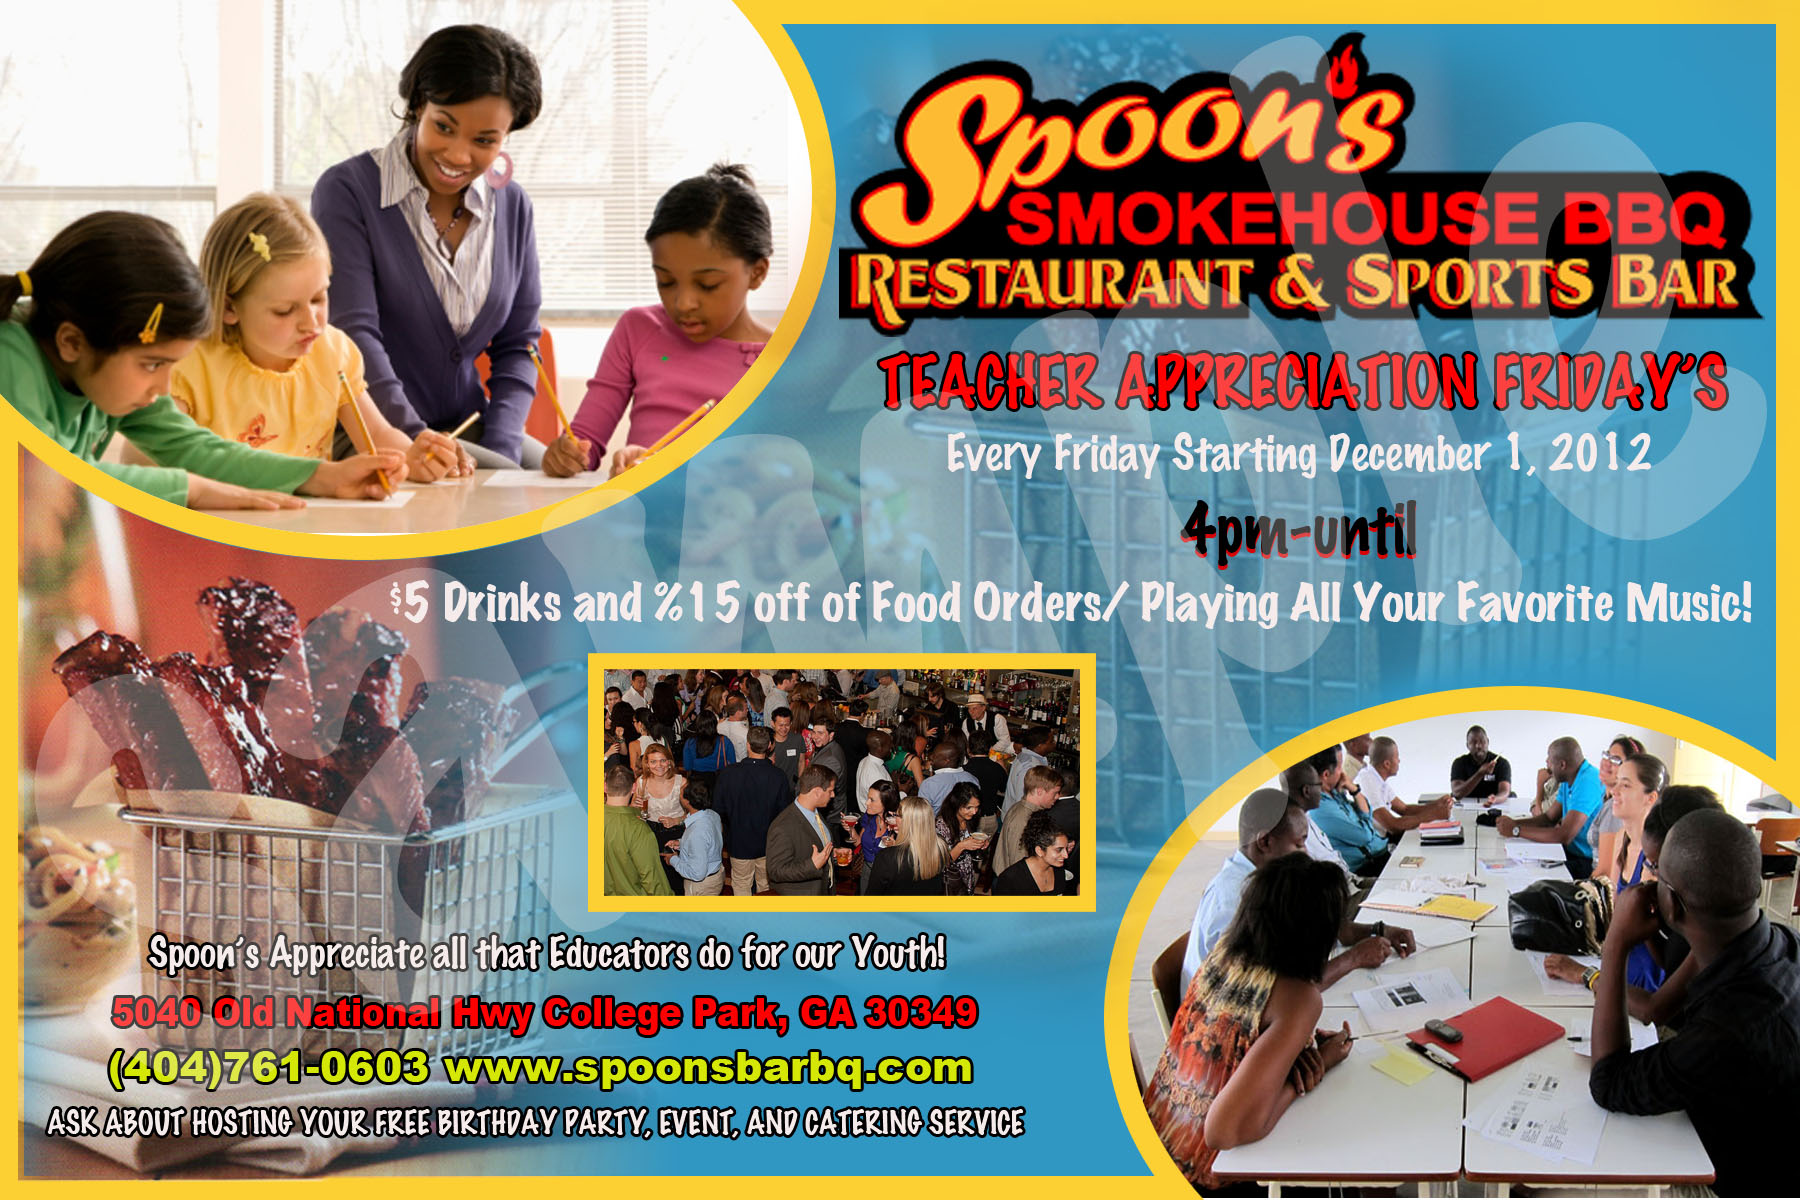 Spoon's
SMOKEHOUSE BBQ
RESTAURANT & SPORTS BAR
TEACHER APPRECIATION FRIDAY'S
Every Friday Starting December 1, 2012
4pm-until
$5 Drinks and %15 off of Food Orders/ Playing All Your Favorite Music!
Spoon's Appreciate all that Educators do for our Youth!
5040 Old National Hwy College Park, GA 30349
(404)761-0603 www.spoonsbarbq.com
ASK ABOUT HOSTING YOUR FREE BIRTHDAY PARTY, EVENT, AND CATERING SERVICE
sample